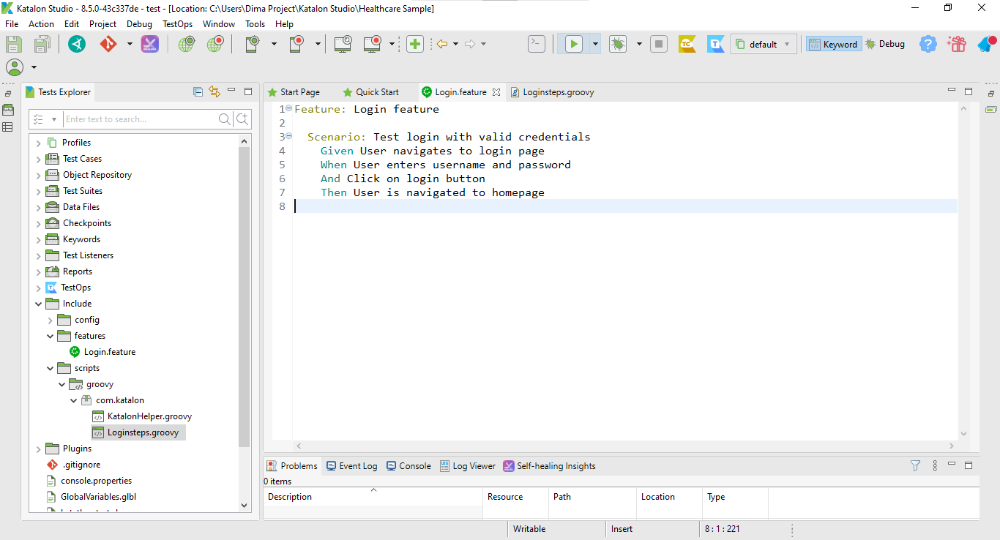 Katalon Studio - 8.5.0-43c337de - test - [Location: C:\Users\Dima Project\Katalon Studio\Healthcare Sample]
File Action Edit Project Debug TestOps Window Tools Help
default Keyword Debug
Tests Explorer
Enter text to search...
Profiles
Test Cases
Object Repository
Test Suites
Data Files
Checkpoints
Keywords
Test Listeners
Reports
TestOps
Include
config
features
Login.feature
scripts
groovy
com.katalon
KatalonHelper.groovy
Loginsteps.groovy
Plugins
.gitignore
console.properties
GlobalVariables.glbl
Start Page Quick Start Login.feature Loginsteps.groovy
1 Feature: Login feature
2
3 Scenario: Test login with valid credentials
4 Given User navigates to login page
5 When User enters username and password
6 And Click on login button
7 Then User is navigated to homepage
8
Problems Event Log Console Log Viewer Self-healing Insights
0 items
Description Resource Path Location Type
Writable Insert 8 : 1 : 221